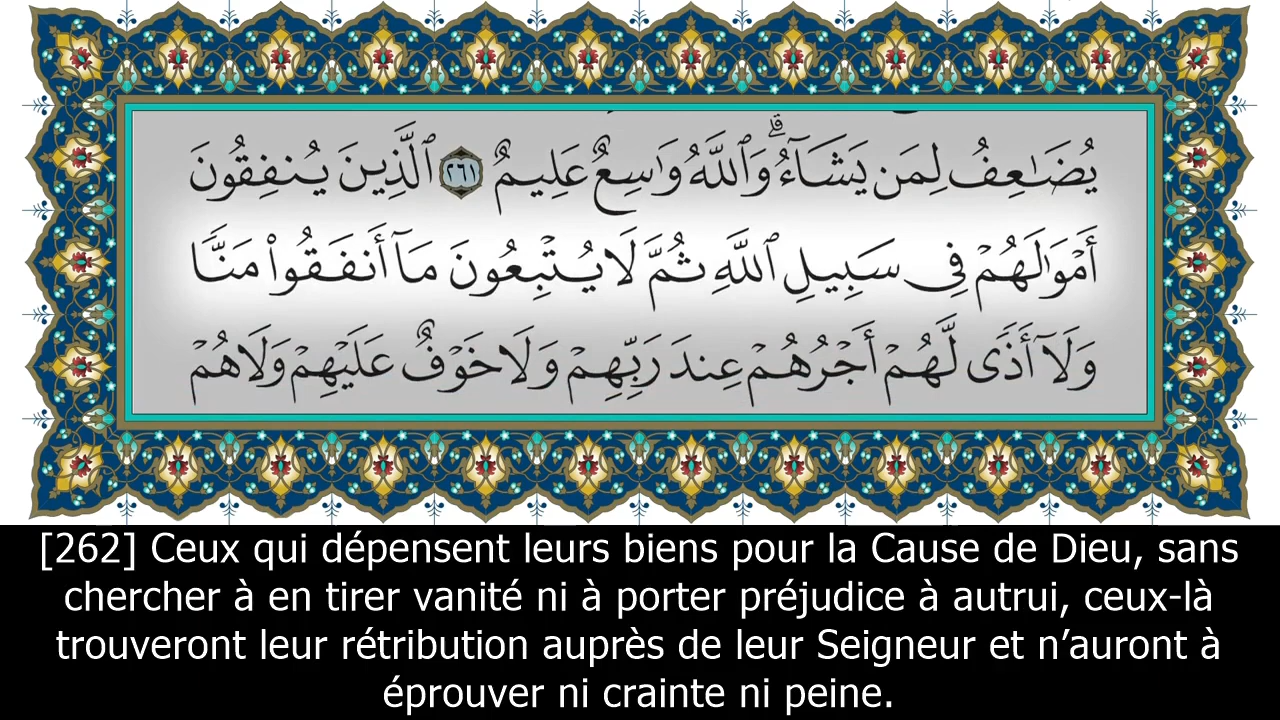 يُضَٰعِفُ لِمَن يَشَآءُ ۗ وَٱللَّهُ وَٰسِعٌ عَلِيمٌ ٢٦١ ٱلَّذِينَ يُنفِقُونَ
أَمْوَٰلَهُمْ فِى سَبِيلِ ٱللَّهِ ثُمَّ لَا يُتْبِعُونَ مَآ أَنفَقُوا۟ مَنًّا
وَلَآ أَذًى لَّهُمْ أَجْرُهُمْ عِندَ رَبِّهِمْ وَلَا خَوْفٌ عَلَيْهِمْ وَلَا هُمْ
[262] Ceux qui dépensent leurs biens pour la Cause de Dieu, sans
chercher à en tirer vanité ni à porter préjudice à autrui, ceux-là
trouveront leur rétribution auprès de leur Seigneur et n’auront à
éprouver ni crainte ni peine.